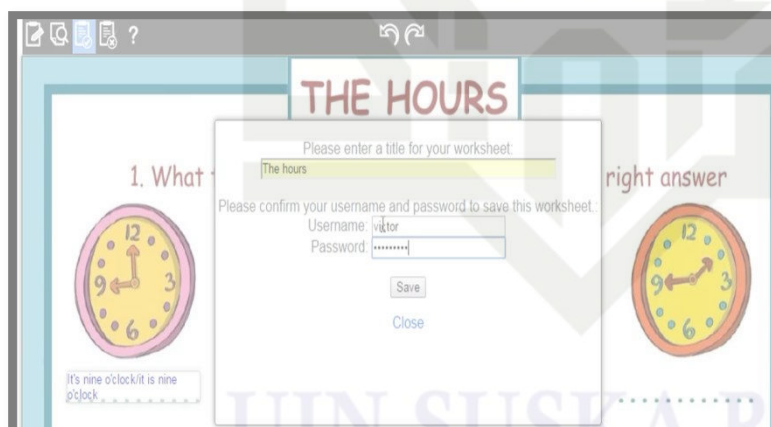 ?
THE HOURS
Please enter a title for your worksheet:
The hours
1. What
right answer
Please confirm your username and password to save this worksheet.:
Username: victor
Password: •••••••••
Save
Close
12
9 3
6
12
9 3
6
It's nine o'clock/it is nine
o'clock
UIN SUSKA R